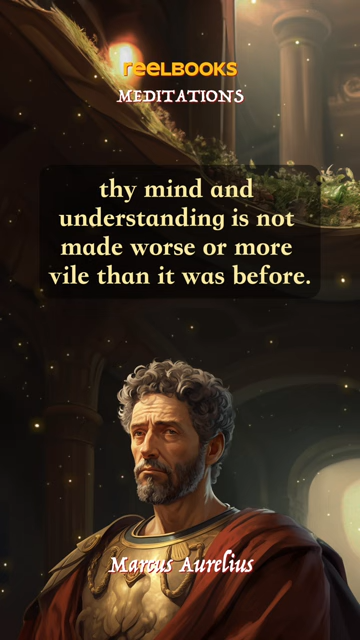 reelbooks
MEDITATIONS
thy mind and
understanding is not
made worse or more
vile than it was before.
Marcus Aurelius